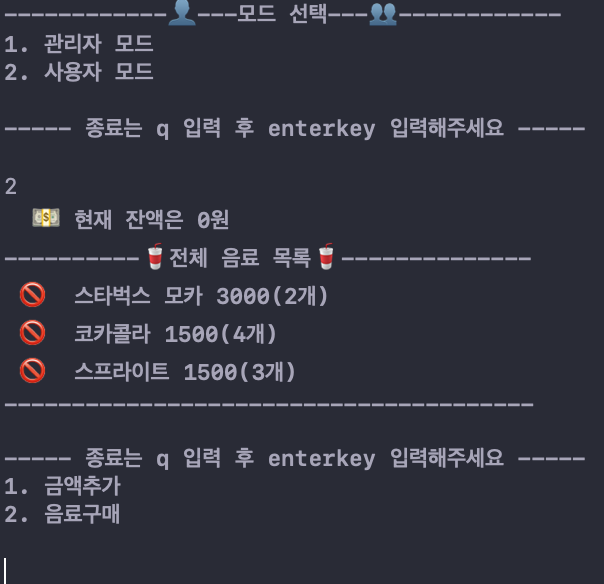 ------------👤---모드 선택---👥------------
1. 관리자 모드
2. 사용자 모드
----- 종료는 q 입력 후 enterkey 입력해주세요 -----
2
💵 현재 잔액은 0원
----------🥤전체 음료 목록🥤--------------
🚫 스타벅스 모카 3000(2개)
🚫 코카콜라 1500(4개)
🚫 스프라이트 1500(3개)
---------------------------------------
----- 종료는 q 입력 후 enterkey 입력해주세요 -----
1. 금액추가
2. 음료구매